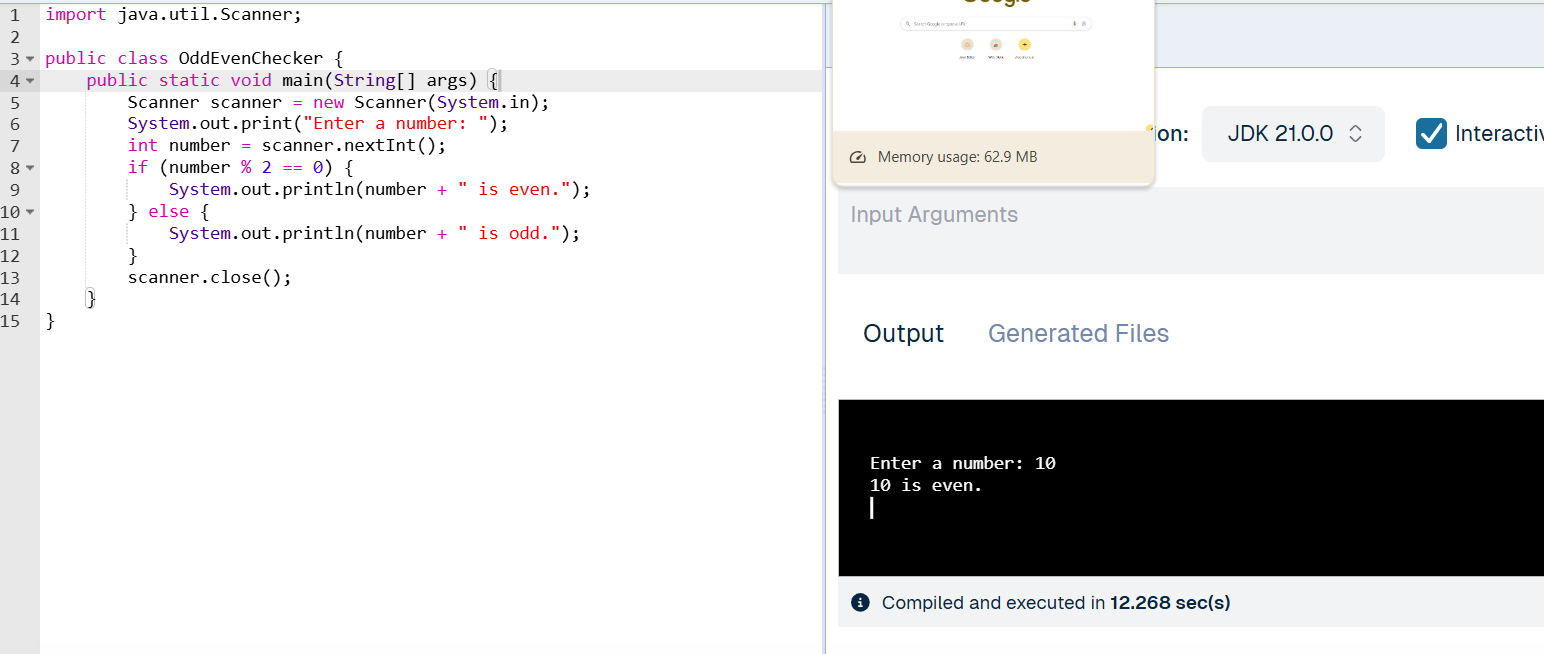 1 import java.util.Scanner;
2
3 public class OddEvenChecker {
4     public static void main(String[] args) {
5         Scanner scanner = new Scanner(System.in);
6         System.out.print("Enter a number: ");
7         int number = scanner.nextInt();
8         if (number % 2 == 0) {
9             System.out.println(number + " is even.");
10         } else {
11             System.out.println(number + " is odd.");
12         }
13         scanner.close();
14     }
15 }
Google
Memory usage: 62.9 MB
on: JDK 21.0.0 Interactiv
Input Arguments
Output Generated Files
Enter a number: 10
10 is even.
Compiled and executed in 12.268 sec(s)